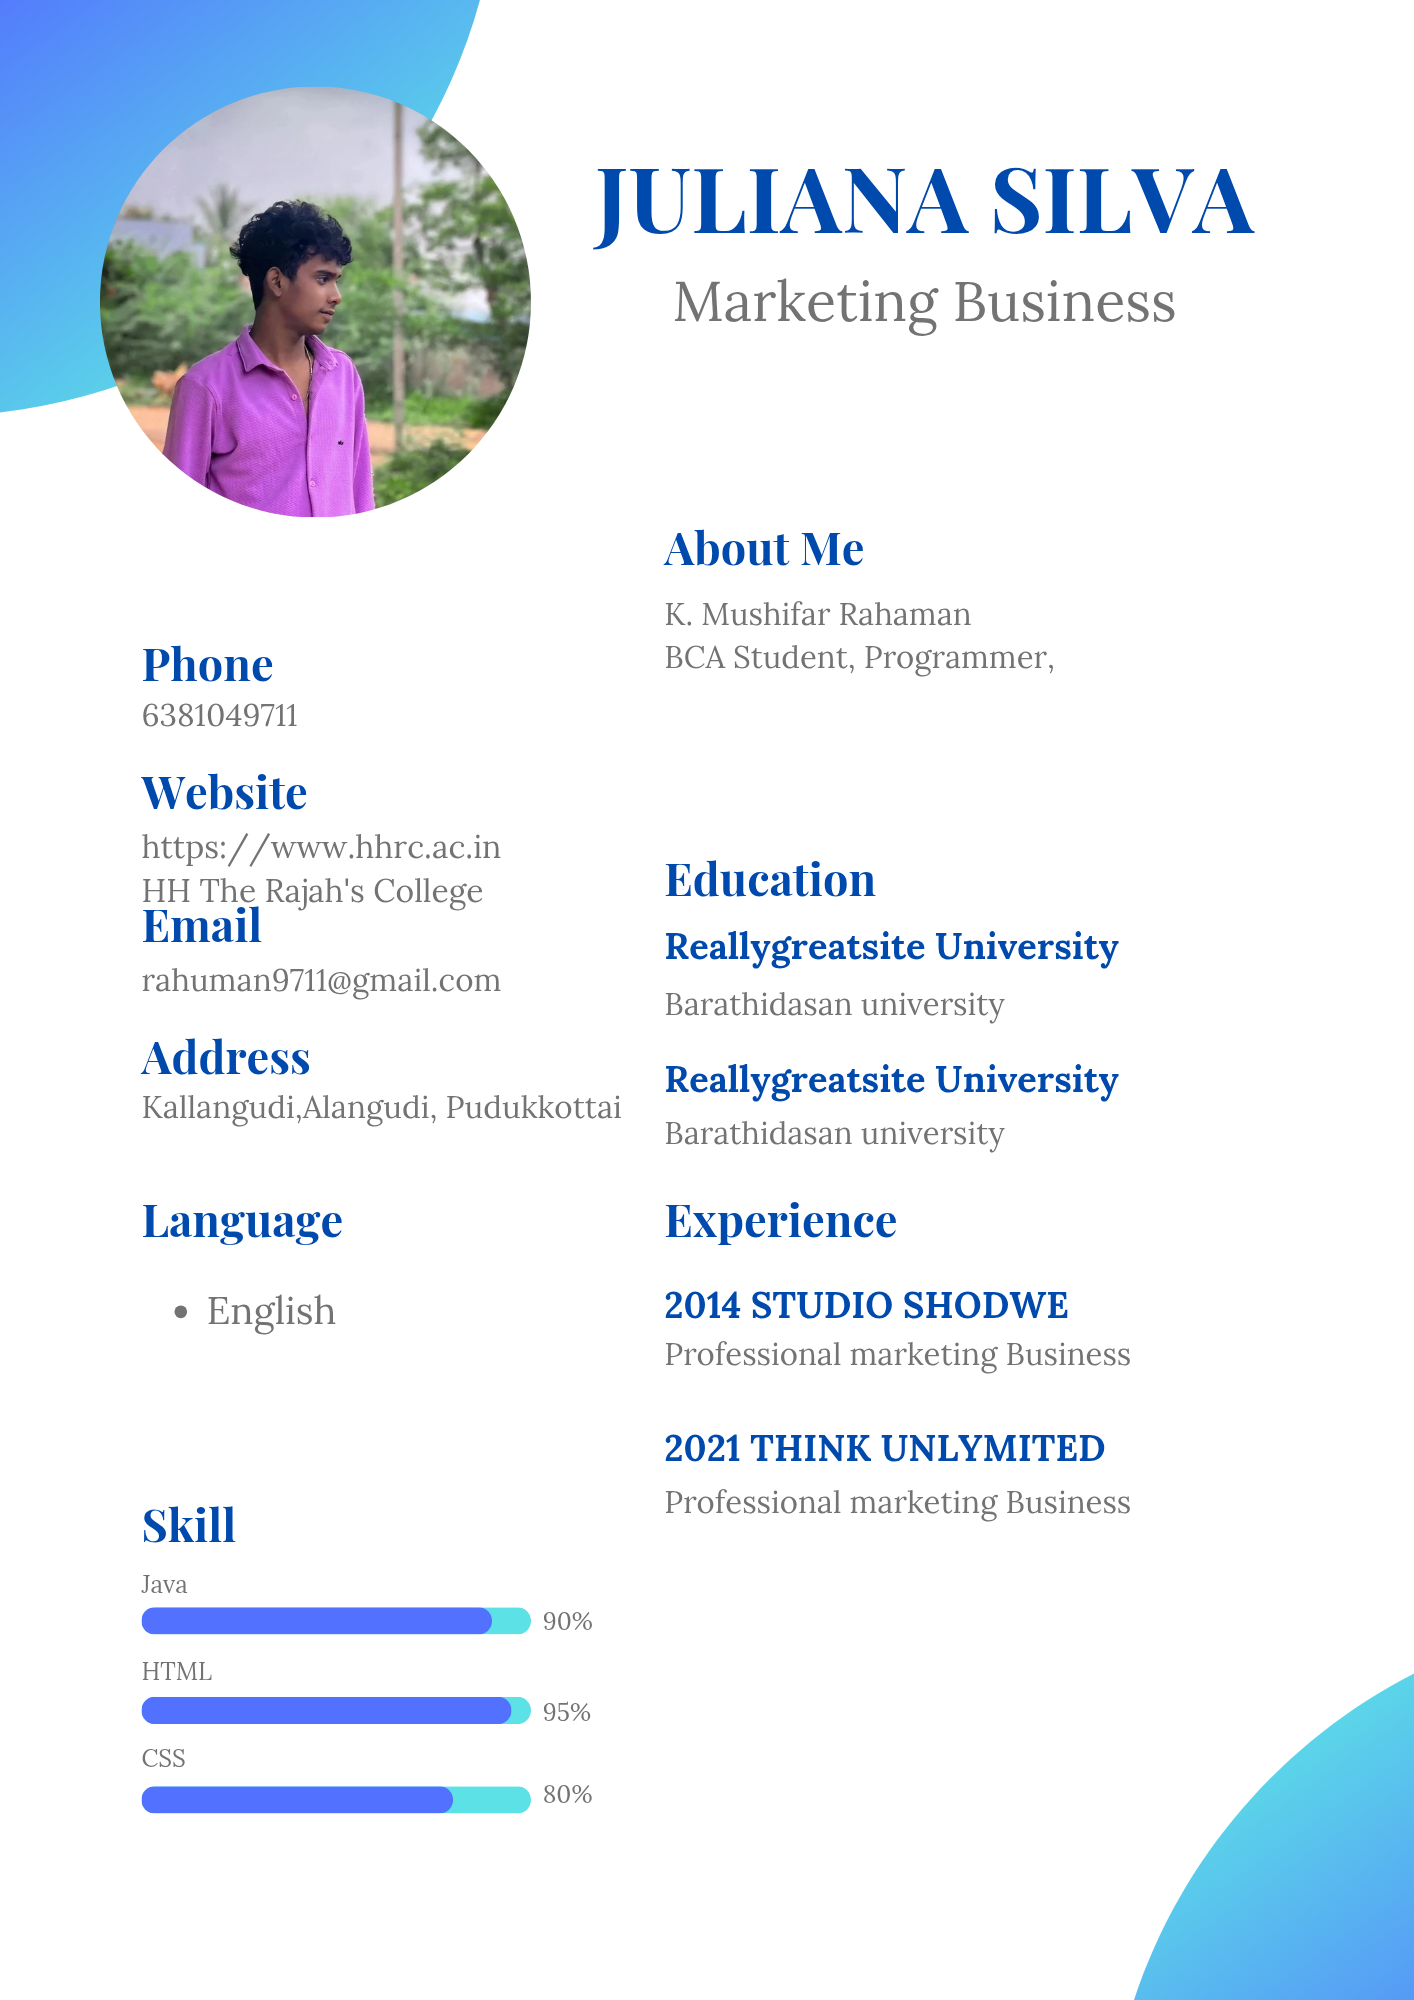 JULIANA SILVA
Marketing Business
Phone
6381049711
Website
https://www.hhrc.ac.in
HH The Rajah's College
Email
rahuman9711@gmail.com
Address
Kallangudi,Alangudi, Pudukkottai
Language
• English
Skill
Java
90%
HTML
95%
CSS
80%
About Me
K. Mushifar Rahaman
BCA Student, Programmer,
Education
Reallygreatsite University
Barathidasan university
Reallygreatsite University
Barathidasan university
Experience
2014 STUDIO SHODWE
Professional marketing Business
2021 THINK UNLYMITED
Professional marketing Business